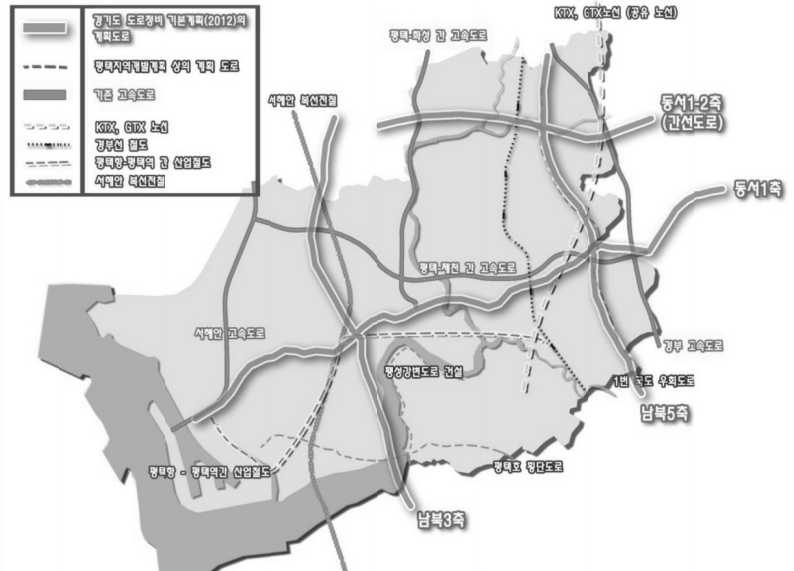 경기도 도로정비 기본계획(2012)의
계획도로
평택지역개발계획 상의 계획 도로
기존 고속도로
KTX, GTX 노선
경부선 철도
평택항-평택역 간 산업철도
서해안 복선전철
KTX, GTX노선 (공유 노선)
평택-화성 간 고속도로
서해안 복선전철
동서1-2축
(간선도로)
동서1축
평택-제천 간 고속도로
서해안 고속도로
경부 고속도로
평성강변도로 건설
1번 국도 우회도로
남북5축
평택항 - 평택역간 산업철도
평택호 횡단도로
남북3축